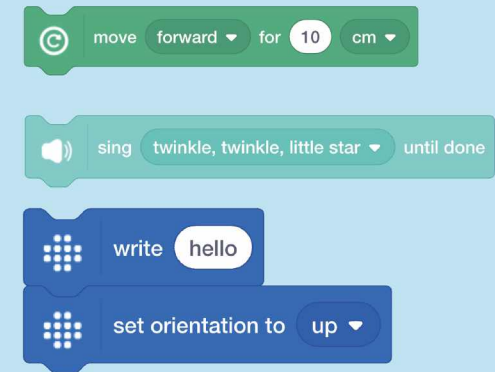 move forward for 10 cm
sing twinkle, twinkle, little star until done
write hello
set orientation to up